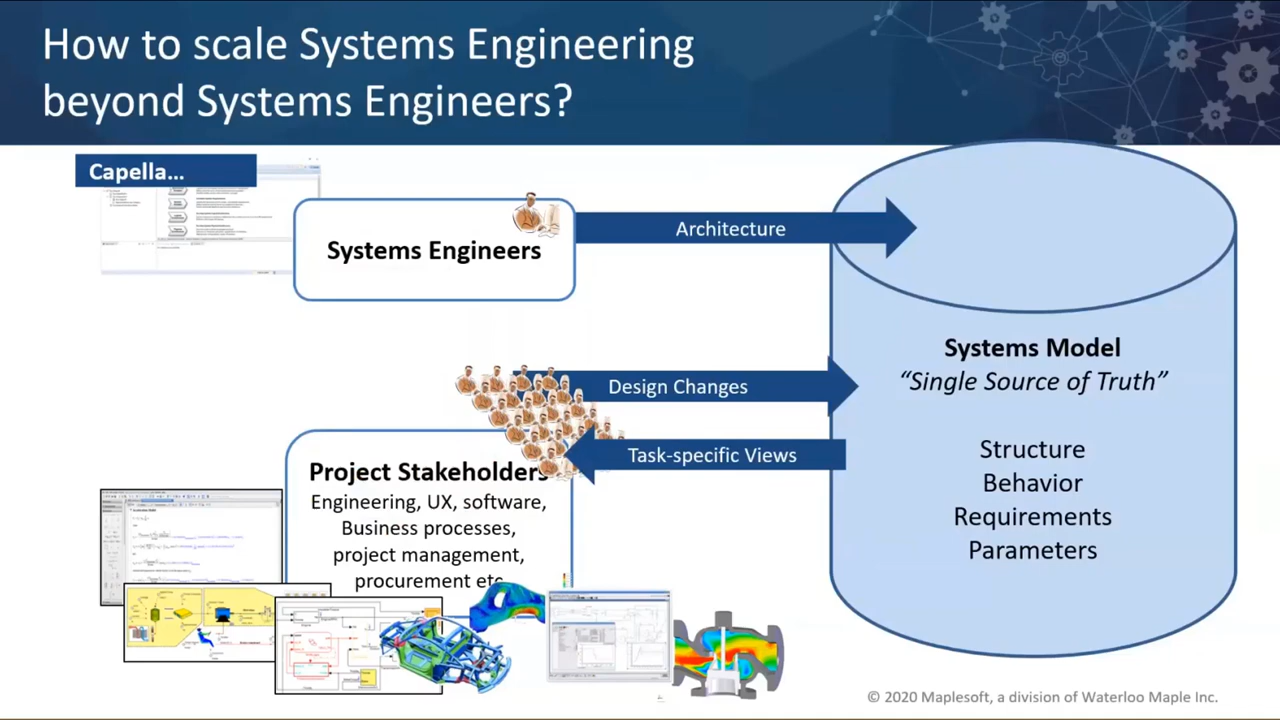 How to scale Systems Engineering
beyond Systems Engineers?
Capella…
Systems Engineers
Architecture
Systems Model
“Single Source of Truth”
Structure
Behavior
Requirements
Parameters
Design Changes
Task-specific Views
Project Stakeholders
Engineering, UX, software,
Business processes,
project management,
procurement etc
© 2020 Maplesoft, a division of Waterloo Maple Inc.